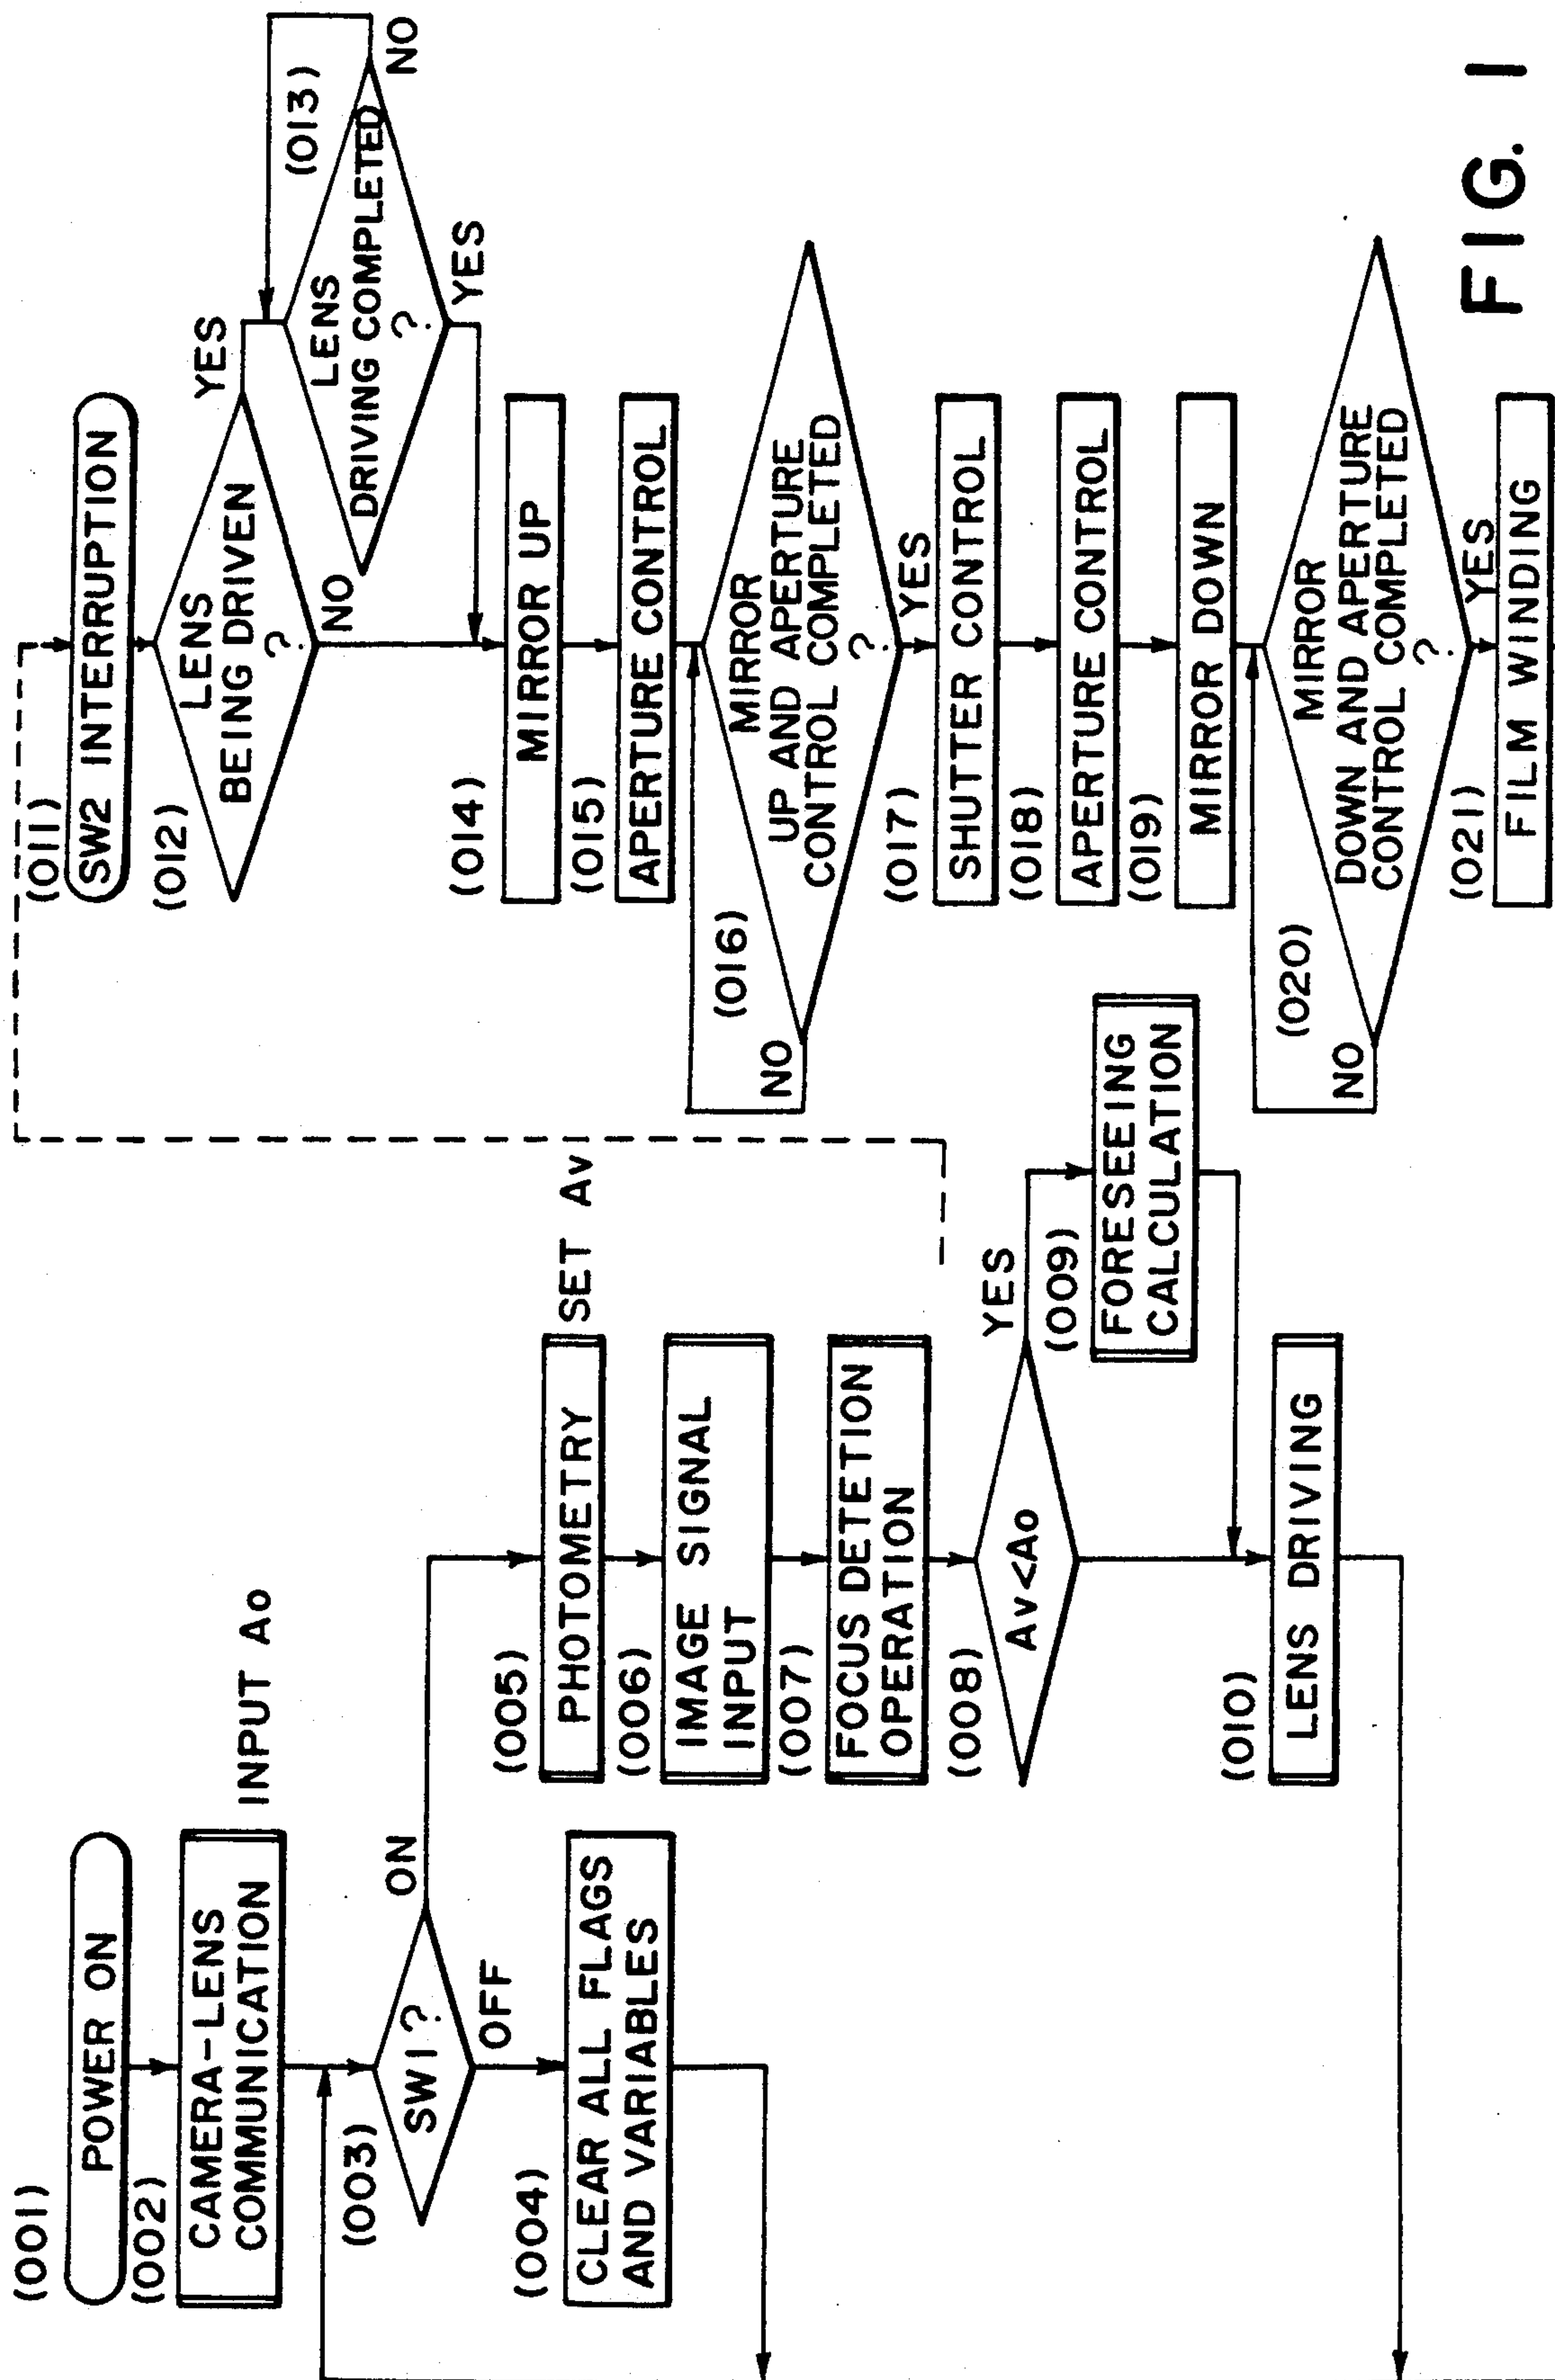 (001)
POWER ON
(002)
CAMERA-LENS
COMMUNICATION
INPUT Ao
(003)
SW1?
ON
OFF
(004)
CLEAR ALL FLAGS
AND VARIABLES
(005)
PHOTOMETRY
SET Av
(006)
IMAGE SIGNAL
INPUT
(007)
FOCUS DETETION
OPERATION
(008)
Av<Ao
YES
(009)
FORESEEING
CALCULATION
(010)
LENS DRIVING
(011)
SW2 INTERRUPTION
(012)
LENS
BEING DRIVEN
?
YES
NO
(013)
LENS
DRIVING COMPLETED
?
NO
YES
(014)
MIRROR UP
(015)
APERTURE CONTROL
(016)
MIRROR
UP AND APERTURE
CONTROL COMPLETED
?
NO
YES
(017)
SHUTTER CONTROL
(018)
APERTURE CONTROL
(019)
MIRROR DOWN
(020)
MIRROR
DOWN AND APERTURE
CONTROL COMPLETED
?
NO
YES
(021)
FILM WINDING
FIG. 1